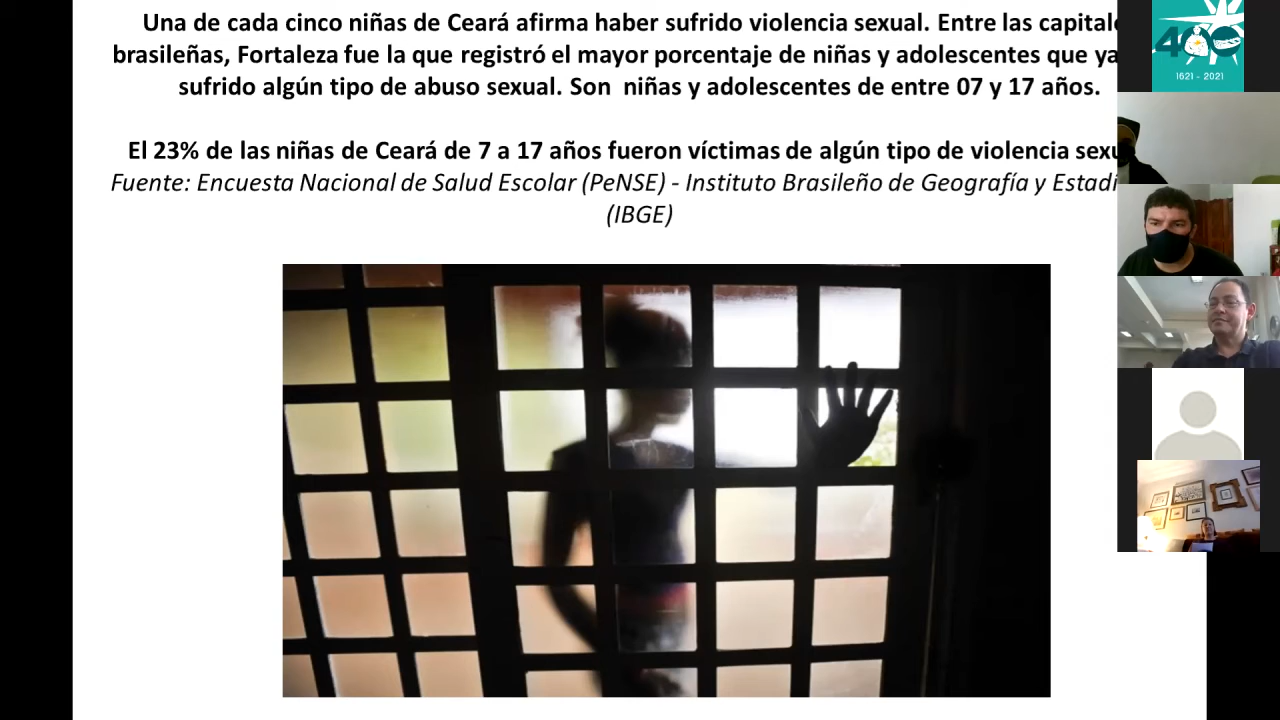 Una de cada cinco niñas de Ceará afirma haber sufrido violencia sexual. Entre las
brasileñas, Fortaleza fue la que registró el mayor porcentaje de niñas y adolescentes que ya
sufrido algún tipo de abuso sexual. Son niñas y adolescentes de entre 07 y 17 años.
El 23% de las niñas de Ceará de 7 a 17 años fueron víctimas de algún tipo de violencia
Fuente: Encuesta Nacional de Salud Escolar (PeNSE) - Instituto Brasileño de Geografía y
(IBGE)
400
1621 - 2021